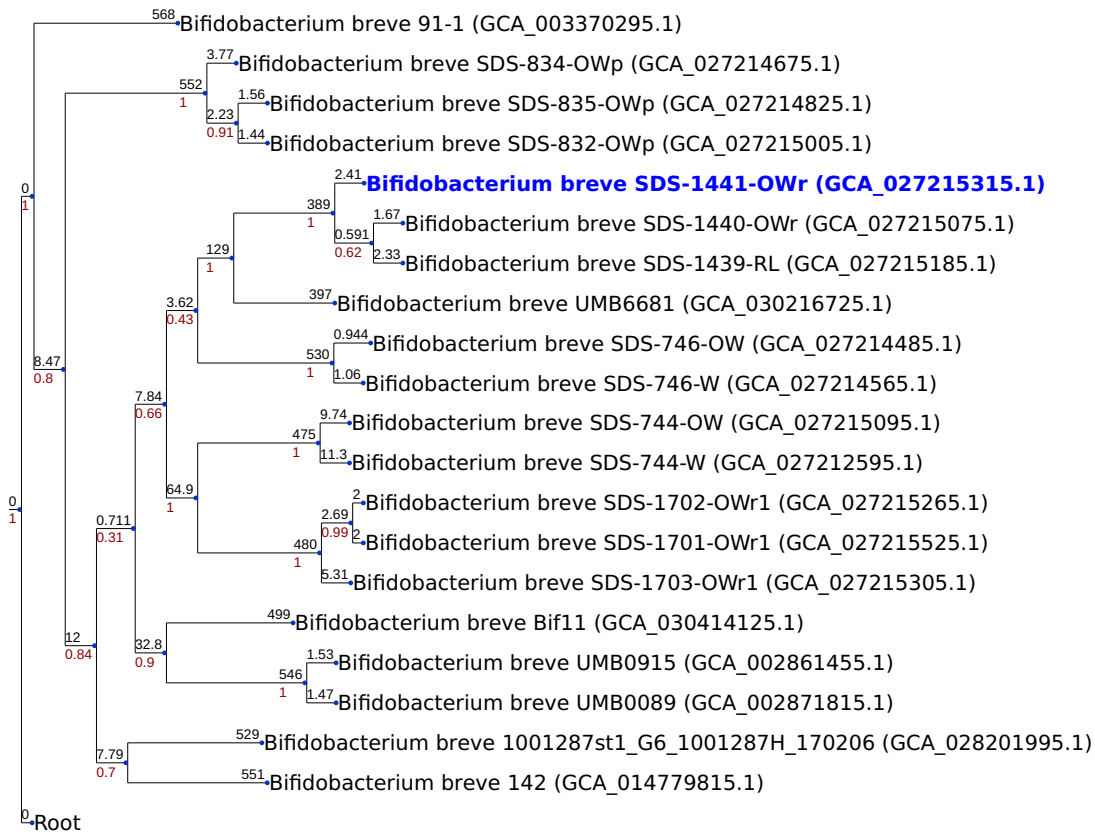 568 Bifidobacterium breve 91-1 (GCA_003370295.1)
3.77 Bifidobacterium breve SDS-834-OWp (GCA_027214675.1)
552
1
1.56 Bifidobacterium breve SDS-835-OWp (GCA_027214825.1)
2.23
0.91
1.44 Bifidobacterium breve SDS-832-OWp (GCA_027215005.1)
2.41 Bifidobacterium breve SDS-1441-OWr (GCA_027215315.1)
0
1
389
1
1.67 Bifidobacterium breve SDS-1440-OWr (GCA_027215075.1)
0.591
0.62
129
1
2.33 Bifidobacterium breve SDS-1439-RL (GCA_027215185.1)
397 Bifidobacterium breve UMB6681 (GCA_030216725.1)
3.62
0.43
0.944 Bifidobacterium breve SDS-746-OW (GCA_027214485.1)
8.47
0.8
530
1
1.06 Bifidobacterium breve SDS-746-W (GCA_027214565.1)
7.84
0.66
9.74 Bifidobacterium breve SDS-744-OW (GCA_027215095.1)
475
1
11.3 Bifidobacterium breve SDS-744-W (GCA_027212595.1)
64.9
1
2 Bifidobacterium breve SDS-1702-OWr1 (GCA_027215265.1)
0
1
0.711
0.31
2.69
0.99
2 Bifidobacterium breve SDS-1701-OWr1 (GCA_027215525.1)
480
1
5.31 Bifidobacterium breve SDS-1703-OWr1 (GCA_027215305.1)
499 Bifidobacterium breve Bif11 (GCA_030414125.1)
12
0.84
32.8
0.9
1.53 Bifidobacterium breve UMB0915 (GCA_002861455.1)
546
1
1.47 Bifidobacterium breve UMB0089 (GCA_002871815.1)
529 Bifidobacterium breve 1001287st1_G6_1001287H_170206 (GCA_028201995.1)
7.79
0.7
551 Bifidobacterium breve 142 (GCA_014779815.1)
0 Root